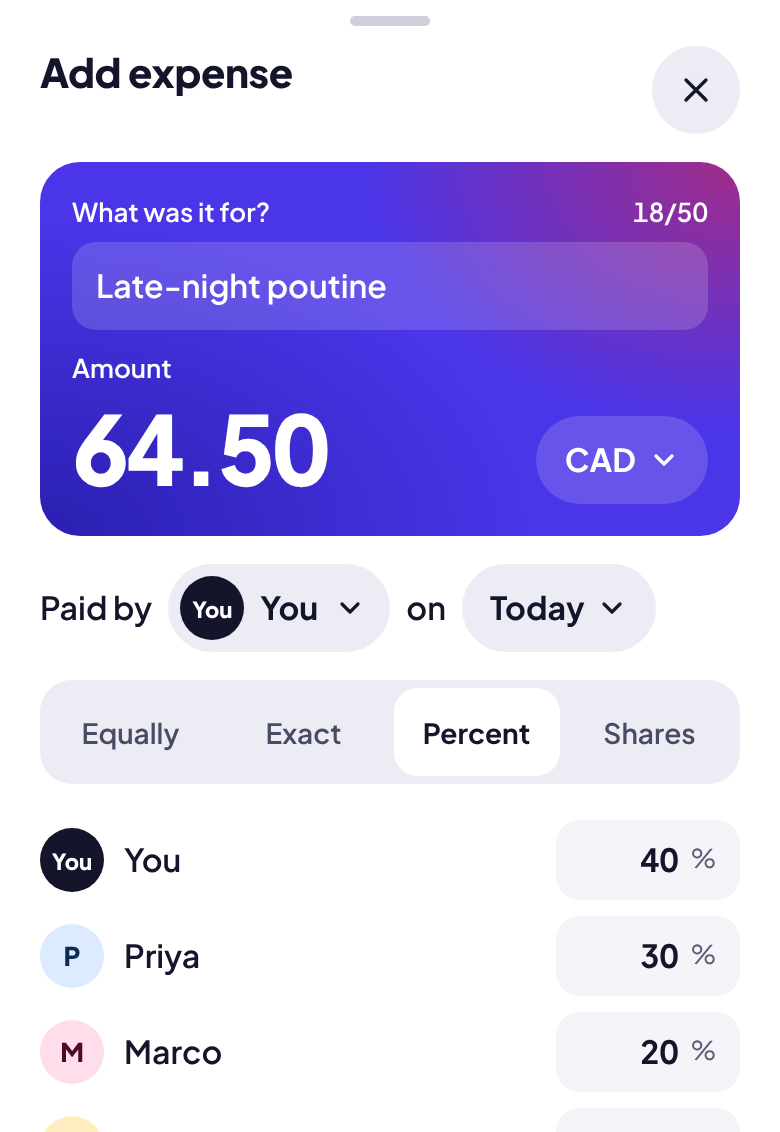 Add expense
What was it for? 18/50
Late-night poutine
Amount
64.50 CAD
Paid by You You on Today
Equally Exact Percent Shares
You You 40 %
P Priya 30 %
M Marco 20 %